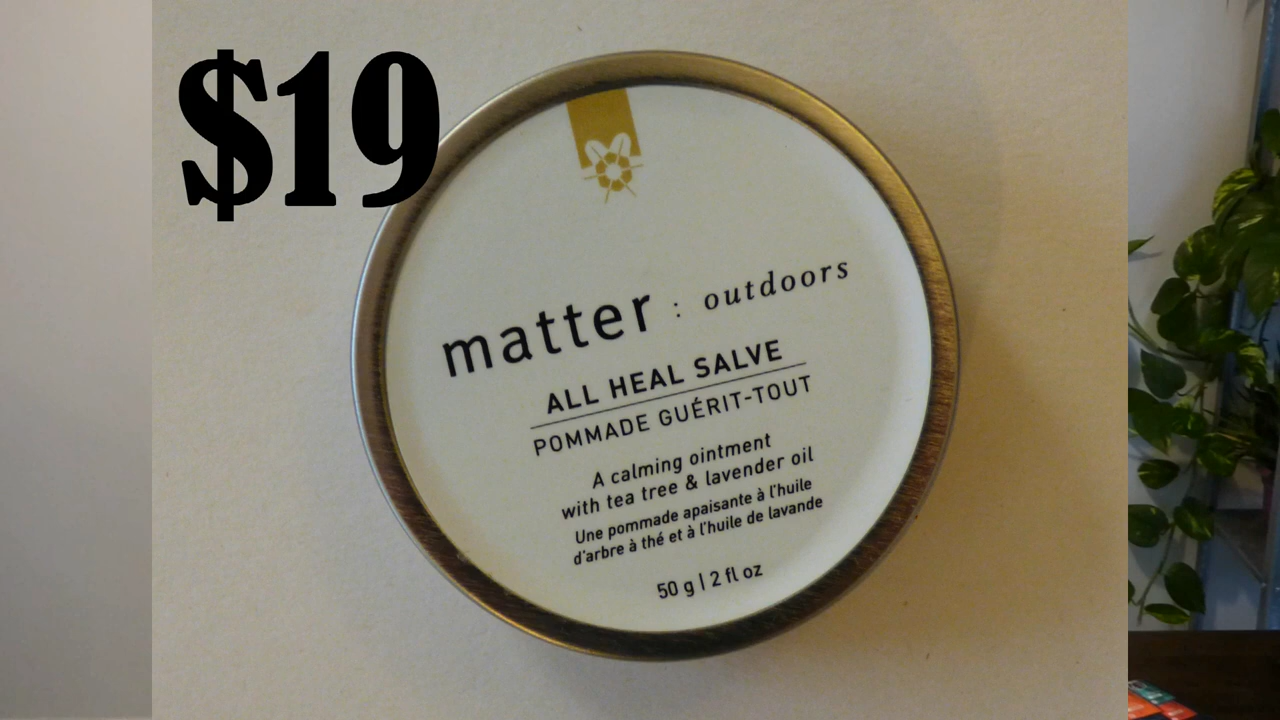 $19
matter : outdoors
ALL HEAL SALVE
POMMADE GUÉRIT-TOUT
A calming ointment
with tea tree & lavender oil
Une pommade apaisante à l'huile
d'arbre à thé et à l'huile de lavande
50 g | 2 fl oz